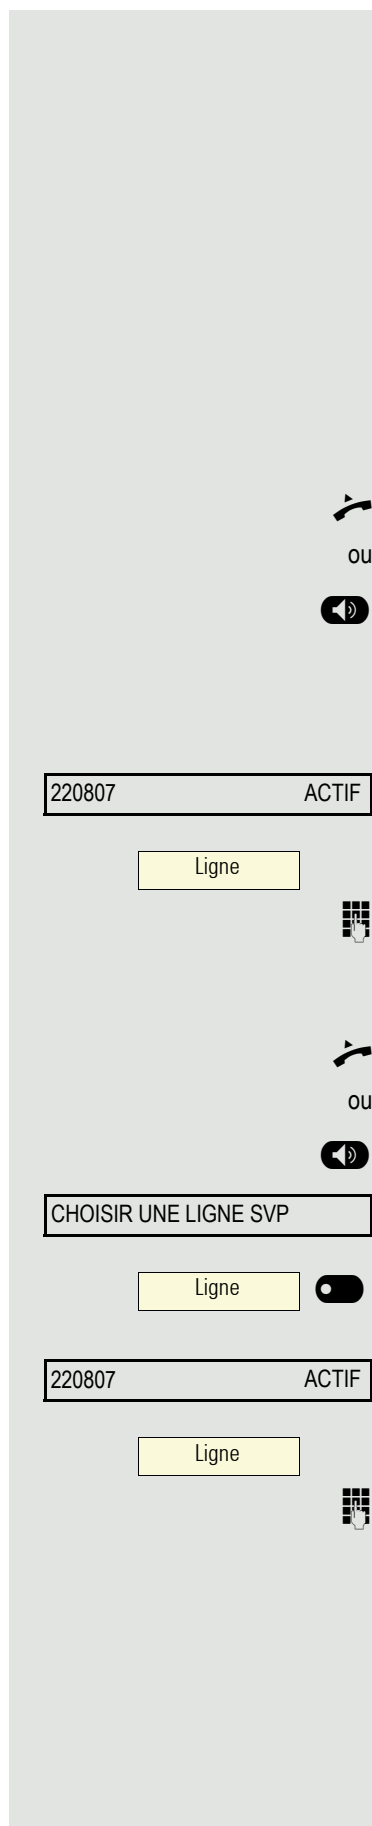 ou
220807 ACTIF
Ligne
ou
CHOISIR UNE LIGNE SVP
Ligne
220807 ACTIF
Ligne